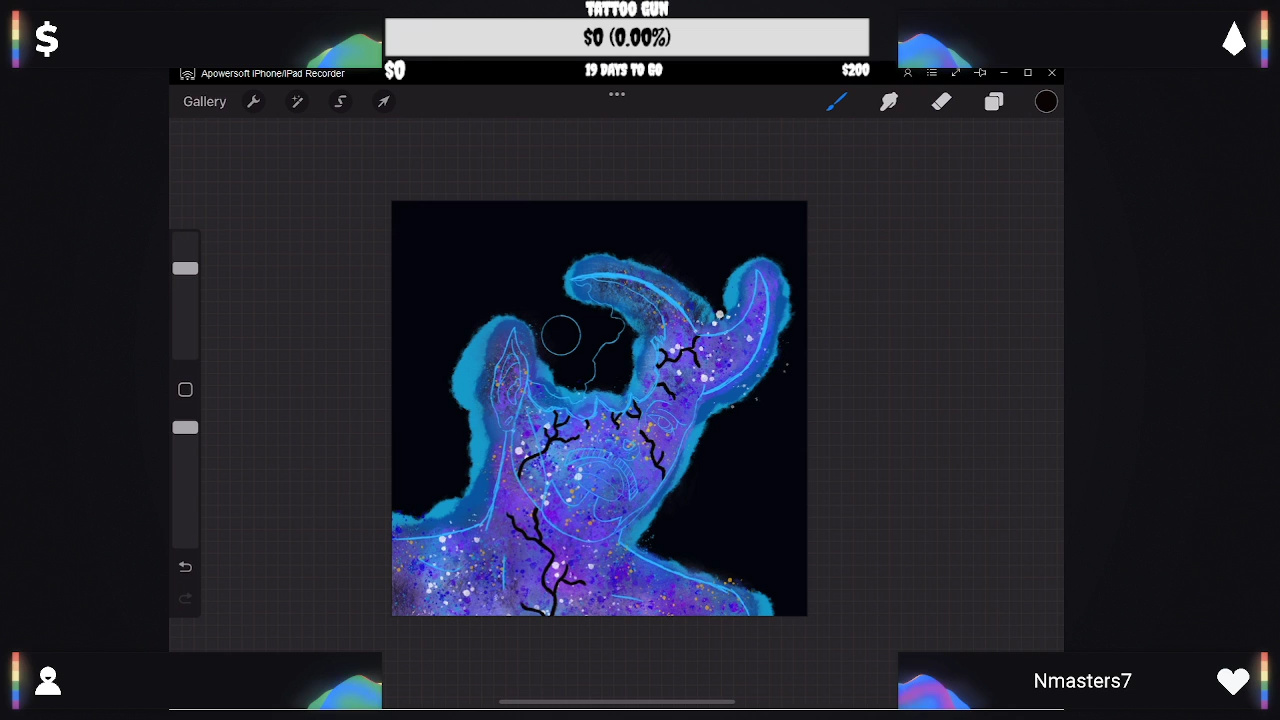 TATTOO GUN
$0 (0.00%)
$0 19 DAYS TO GO $200
Apowersoft iPhone/iPad Recorder
Gallery
$
Nmasters7